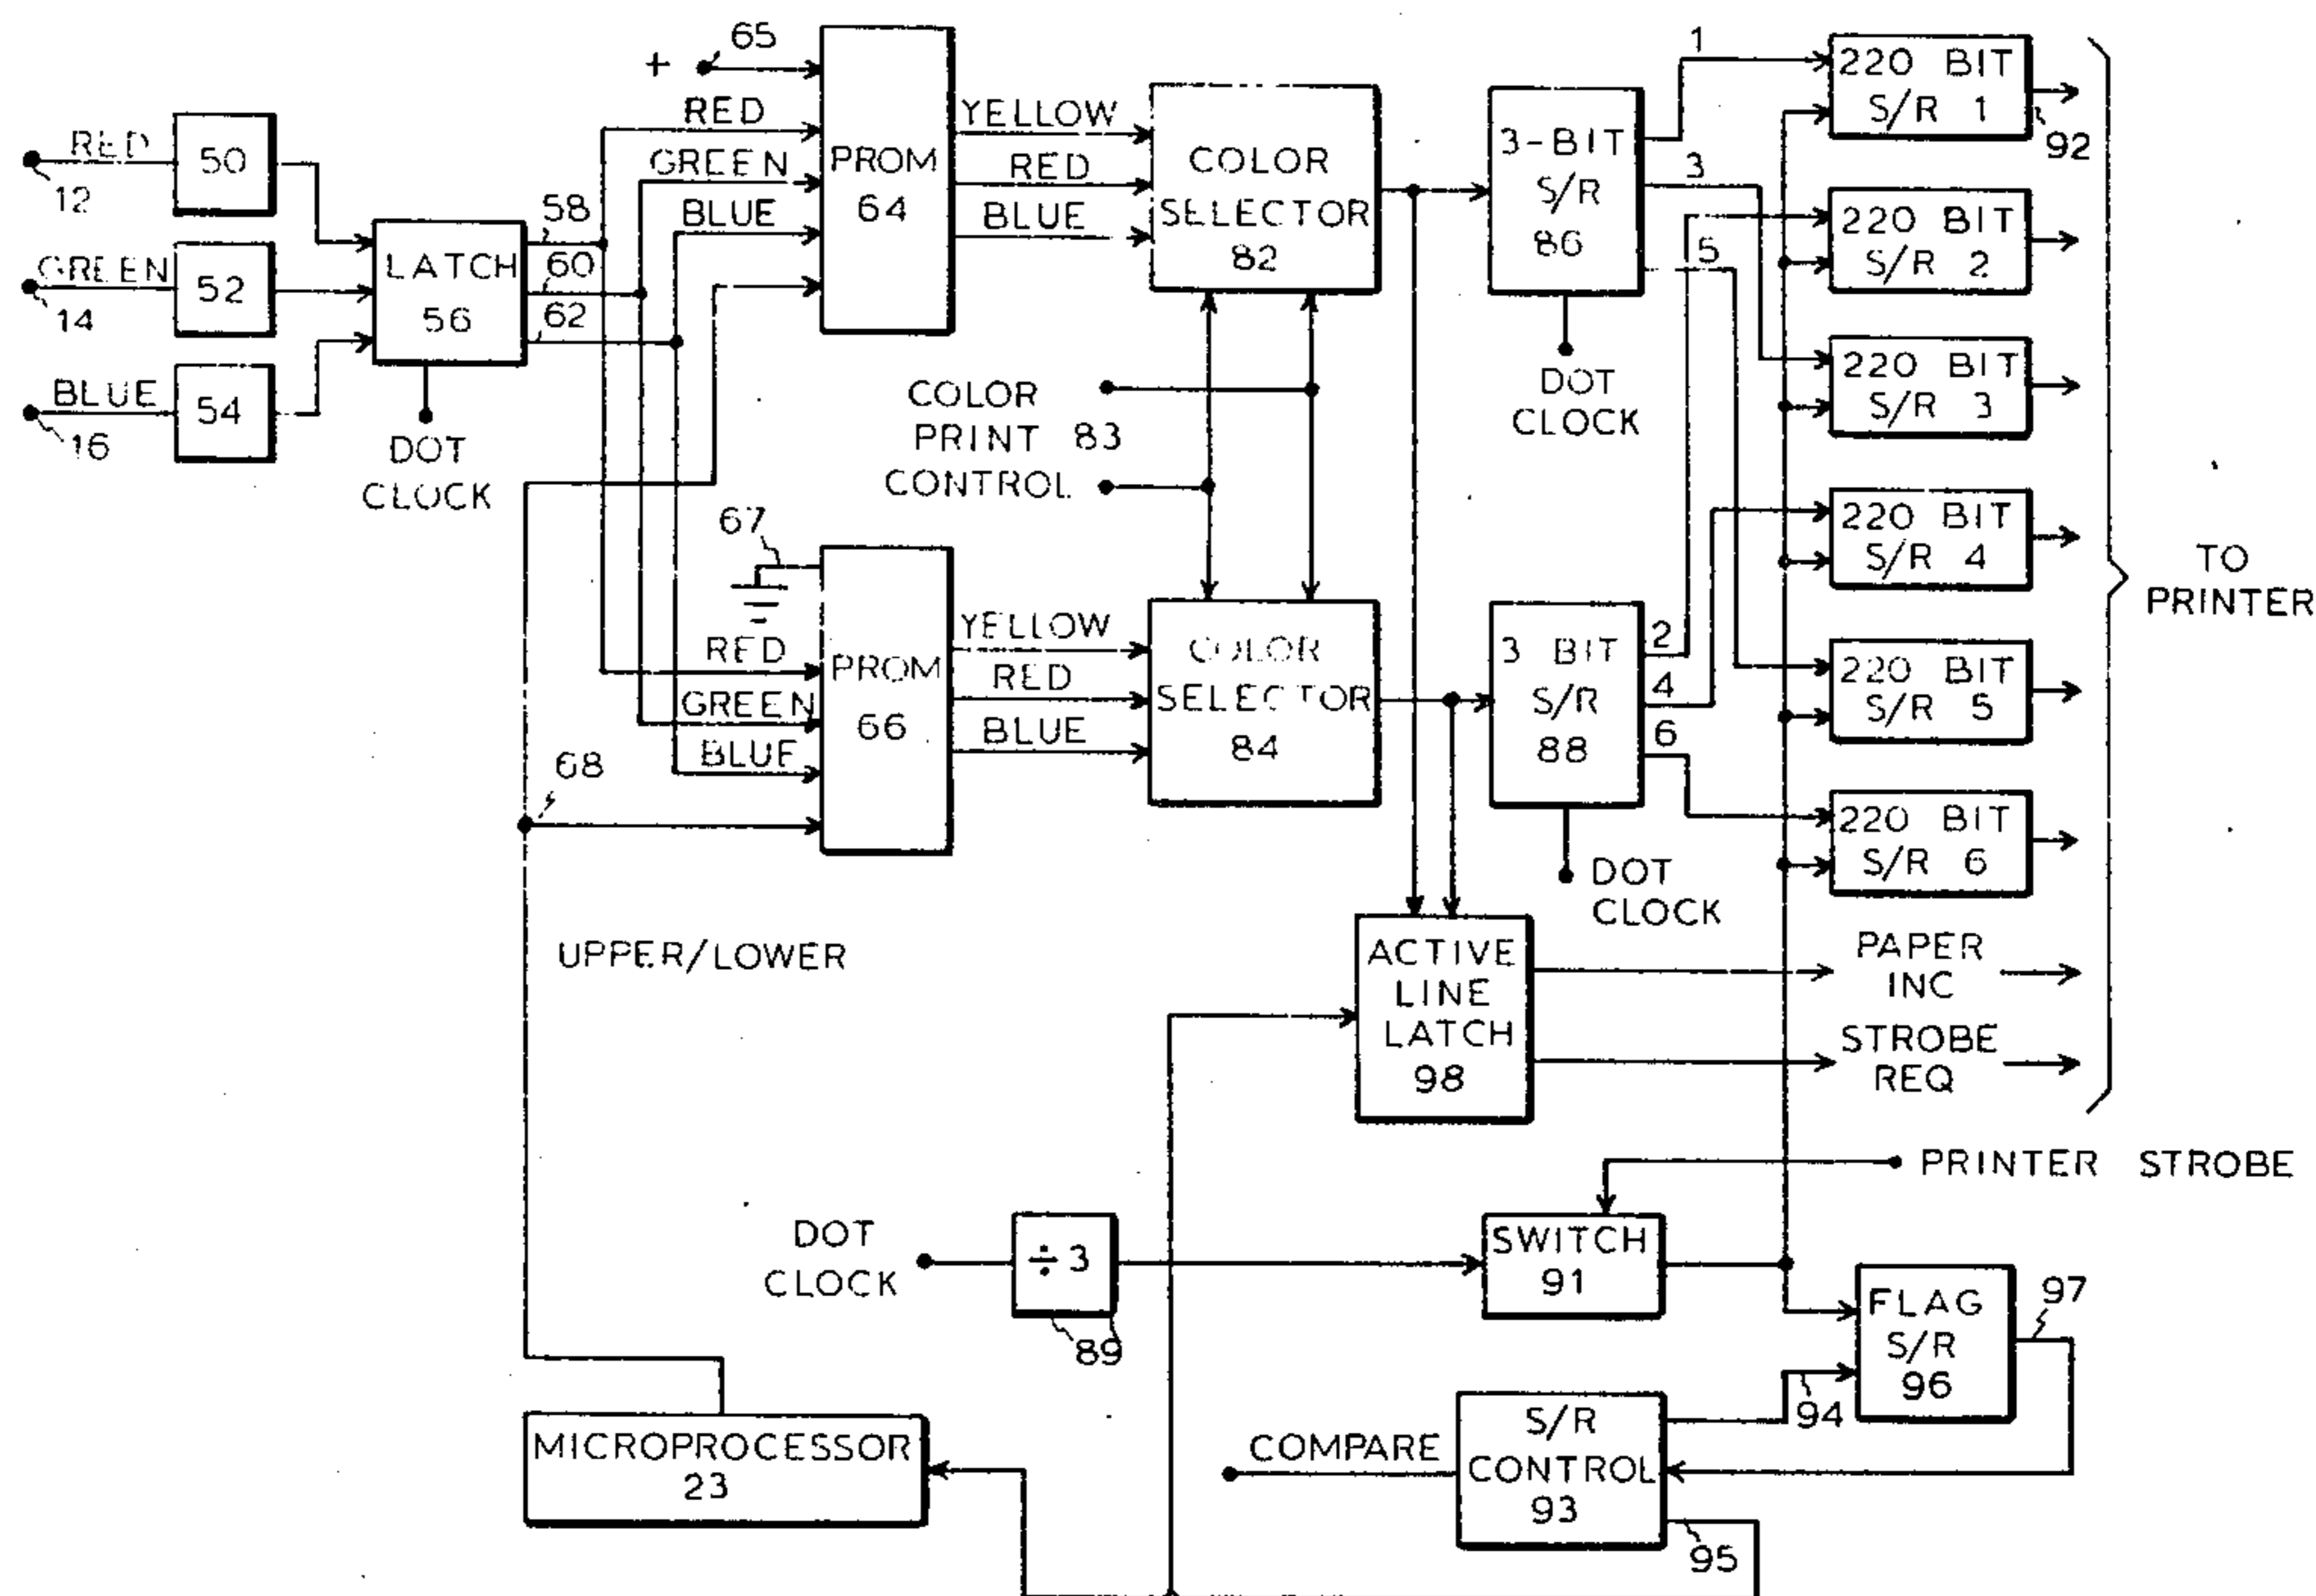 RED
12
50
GREEN
14
52
BLUE
16
54
LATCH
56
DOT
CLOCK
58
60
62
+
65
RED
GREEN
BLUE
PROM
64
YELLOW
RED
BLUE
COLOR
SELECTOR
82
3-BIT
S/R
86
DOT
CLOCK
1
3
5
COLOR
PRINT 83
CONTROL
67
RED
GREEN
BLUE
68
PROM
66
YELLOW
RED
BLUE
COLOR
SELECTOR
84
3 BIT
S/R
88
DOT
CLOCK
2
4
6
220 BIT
S/R 1
92
220 BIT
S/R 2
220 BIT
S/R 3
220 BIT
S/R 4
220 BIT
S/R 5
220 BIT
S/R 6
TO
PRINTER
UPPER/LOWER
ACTIVE
LINE
LATCH
98
PAPER
INC
STROBE
REQ
PRINTER STROBE
DOT
CLOCK
÷3
89
SWITCH
91
FLAG
S/R
96
97
94
MICROPROCESSOR
23
COMPARE
S/R
CONTROL
93
95